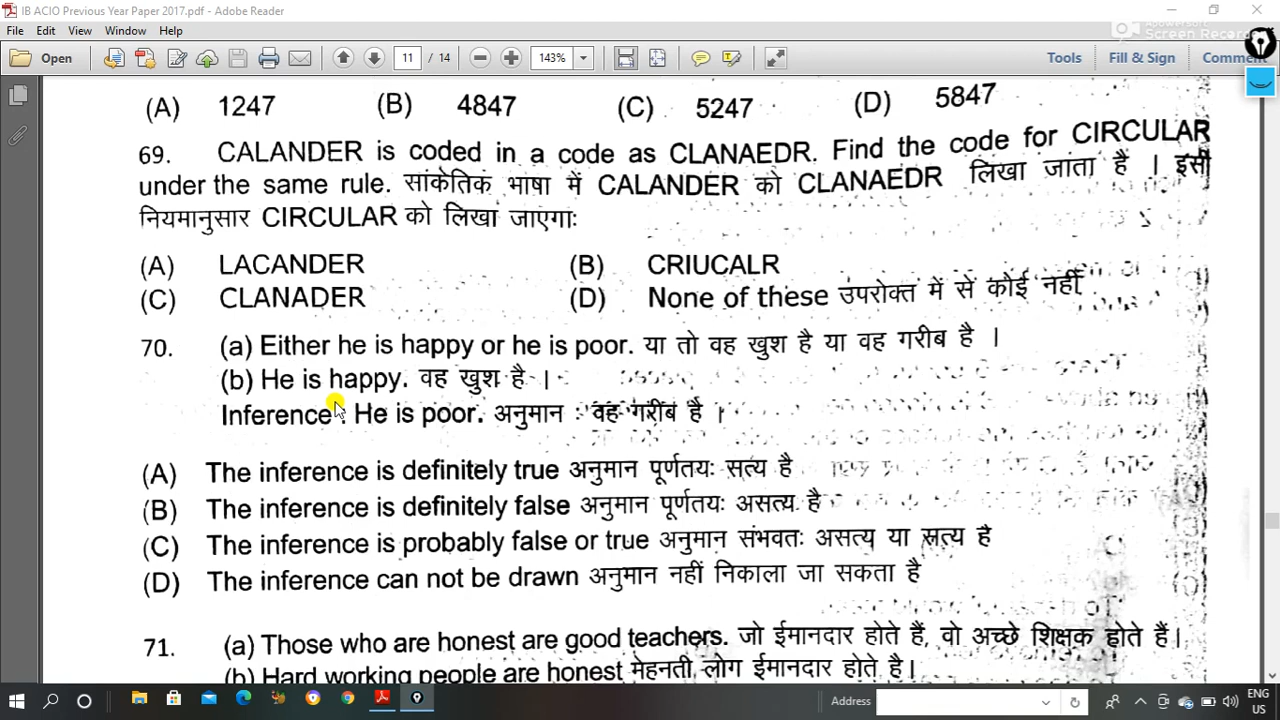 IB ACIO Previous Year Paper 2017.pdf - Adobe Reader
File Edit View Window Help
Apowersoft
Screen Recorder
Open 11 / 14 143% Tools Fill & Sign Comment
(A) 1247 (B) 4847 (C) 5247 (D) 5847
69. CALANDER is coded in a code as CLANAEDR. Find the code for CIRCULAR
under the same rule. सांकेतिक भाषा में CALANDER को CLANAEDR लिखा जाता है । इसी
नियमानुसार CIRCULAR को लिखा जाएगाः
(A) LACANDER (B) CRIUCALR
(C) CLANADER (D) None of these उपरोक्त में से कोई नहीं
70. (a) Either he is happy or he is poor. या तो वह खुश है या वह गरीब है ।
(b) He is happy. वह खुश है ।
Inference : He is poor. अनुमान : वह गरीब है ।
(A) The inference is definitely true अनुमान पूर्णतयः सत्य है
(B) The inference is definitely false अनुमान पूर्णतयः असत्य है
(C) The inference is probably false or true अनुमान संभवतः असत्य या सत्य है
(D) The inference can not be drawn अनुमान नहीं निकाला जा सकता है
71. (a) Those who are honest are good teachers. जो ईमानदार होते हैं, वो अच्छे शिक्षक होते हैं।
(b) Hard working people are honest मेहनती लोग ईमानदार होते है।
Address ENG
US